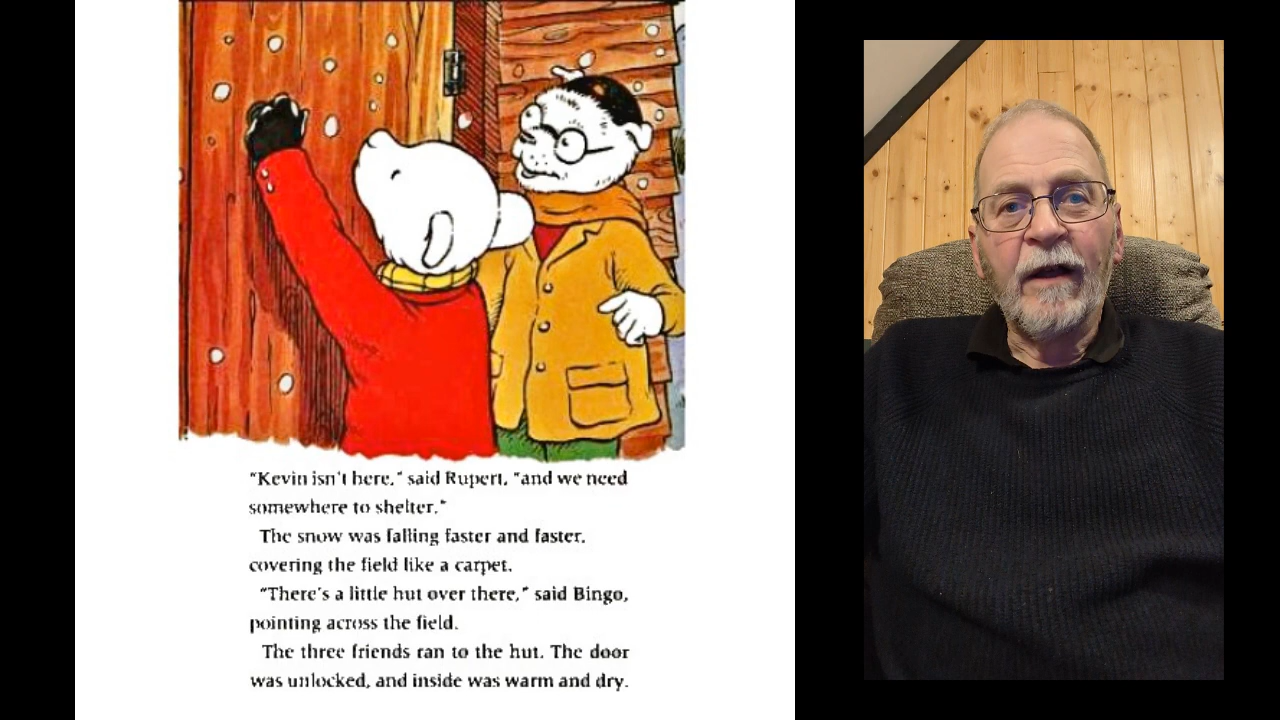 "Kevin isn't here," said Rupert, "and we need
somewhere to shelter."
The snow was falling faster and faster,
covering the field like a carpet.
"There's a little hut over there," said Bingo,
pointing across the field.
The three friends ran to the hut. The door
was unlocked, and inside was warm and dry.